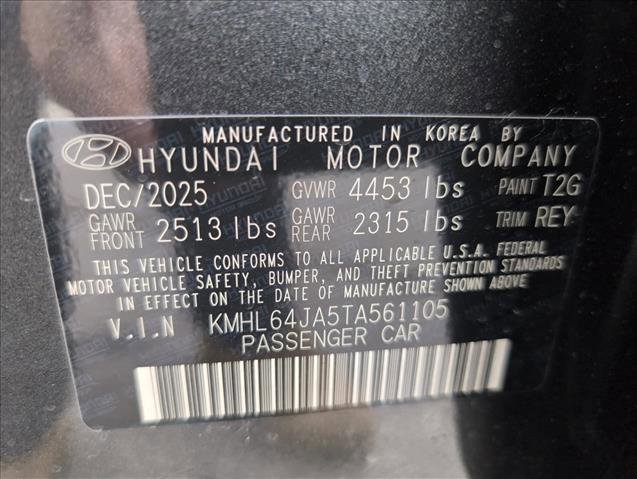 MANUFACTURED IN KOREA BY
HYUNDAI MOTOR COMPANY
DEC/2025 GVWR 4453 lbs PAINT T2G
GAWR FRONT 2513 lbs GAWR REAR 2315 lbs TRIM REY
THIS VEHICLE CONFORMS TO ALL APPLICABLE U.S.A. FEDERAL
MOTOR VEHICLE SAFETY, BUMPER, AND THEFT PREVENTION STANDARDS
IN EFFECT ON THE DATE OF MANUFACTURE SHOWN ABOVE.
V.I.N KMHL64JA5TA561105
PASSENGER CAR